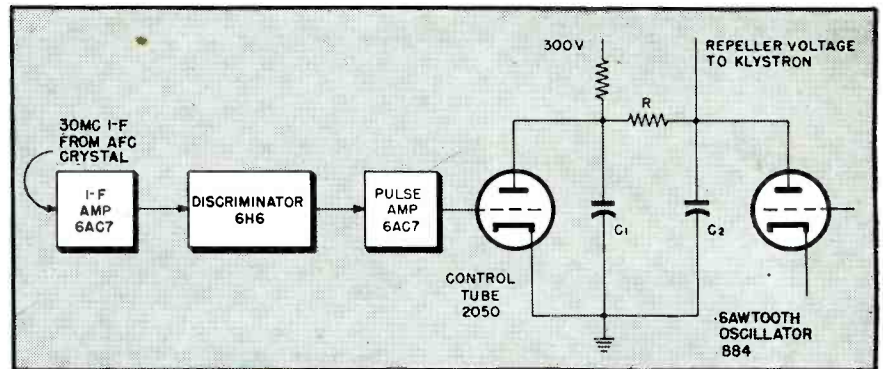 30MC I-F
FROM AFC
CRYSTAL
I-F
AMP
6AC7
DISCRIMINATOR
6H6
PULSE
AMP
6AC7
CONTROL
TUBE
2050
300V
R
C1
C2
REPELLER VOLTAGE
TO KLYSTRON
SAWTOOTH
OSCILLATOR
884